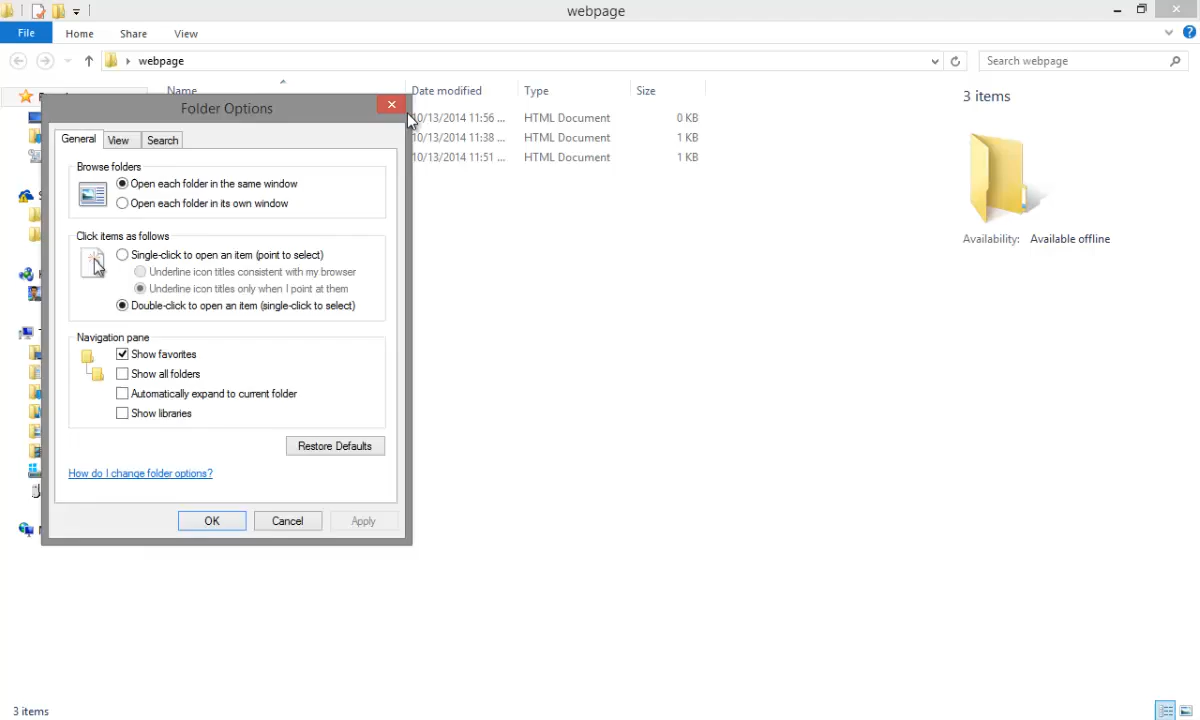 webpage
File Home Share View
webpage
Search webpage
Name Date modified Type Size
10/13/2014 11:56 ... HTML Document 0 KB
10/13/2014 11:38 ... HTML Document 1 KB
10/13/2014 11:51 ... HTML Document 1 KB
3 items
Availability: Available offline
Folder Options
General View Search
Browse folders
Open each folder in the same window
Open each folder in its own window
Click items as follows
Single-click to open an item (point to select)
Underline icon titles consistent with my browser
Underline icon titles only when I point at them
Double-click to open an item (single-click to select)
Navigation pane
Show favorites
Show all folders
Automatically expand to current folder
Show libraries
Restore Defaults
How do I change folder options?
OK Cancel Apply
3 items